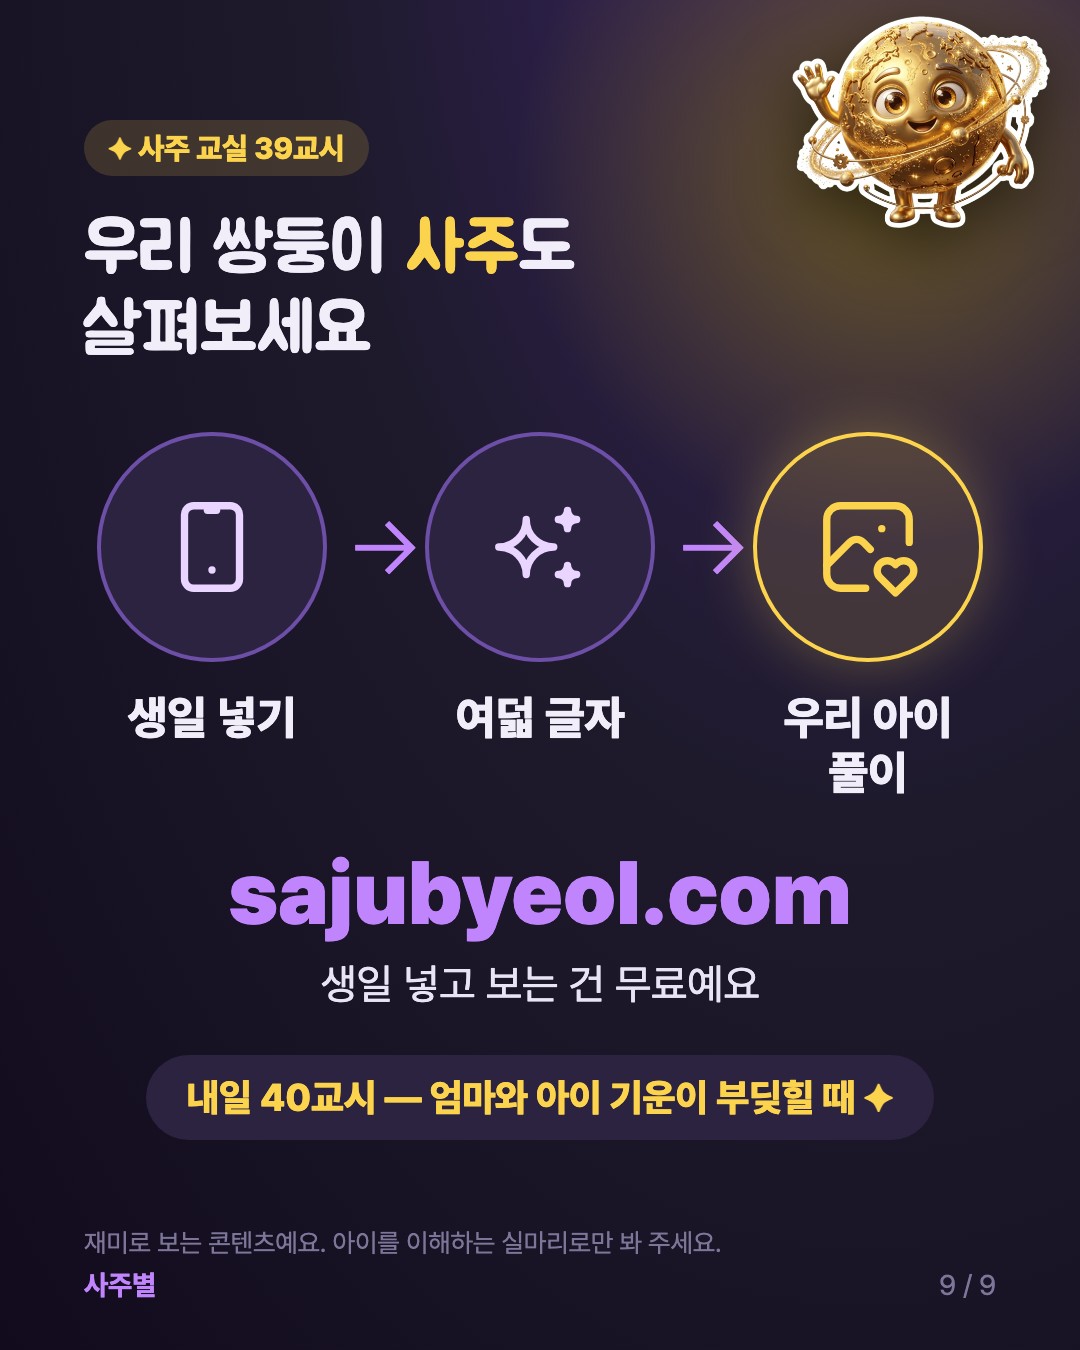 ✦ 사주 교실 39교시
우리 쌍둥이 사주도
살펴보세요
생일 넣기
여덟 글자
우리 아이
풀이
sajubyeol.com
생일 넣고 보는 건 무료예요
내일 40교시 — 엄마와 아이 기운이 부딪힐 때 ✦
재미로 보는 콘텐츠예요. 아이를 이해하는 실마리로만 봐 주세요.
사주별
9 / 9